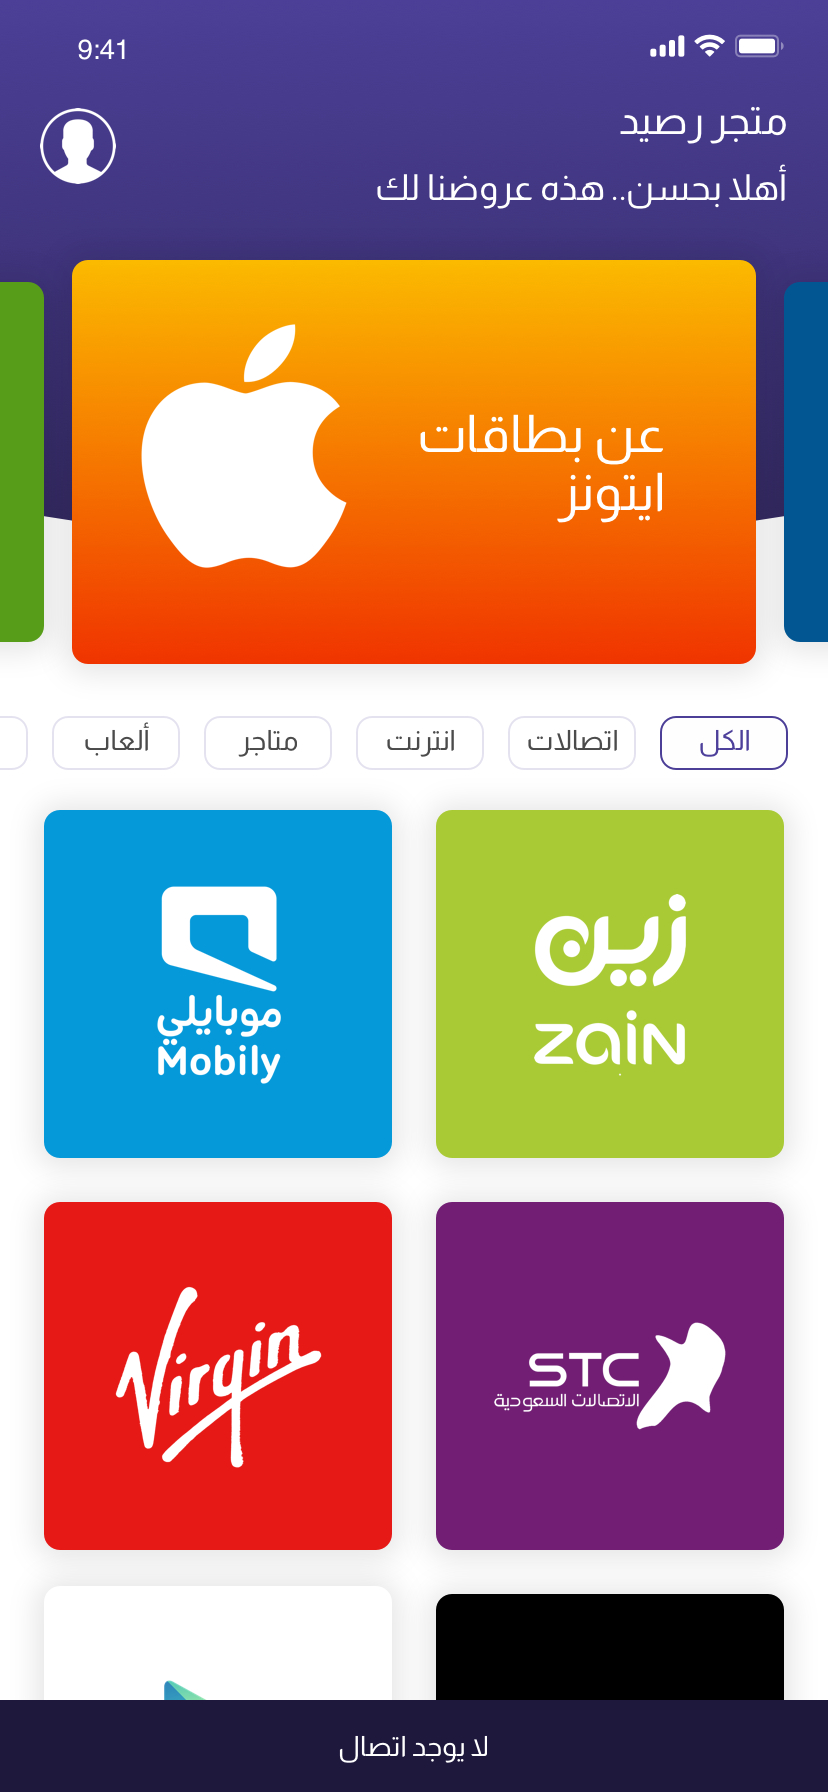 9:41
متجر رصيد
أهلا بحسن.. هذه عروضنا لك
عن بطاقات
ايتونز
الكل
اتصالات
انترنت
متاجر
ألعاب
زين
zain
موبايلي
Mobily
STC
الاتصالات السعودية
Virgin
لا يوجد اتصال